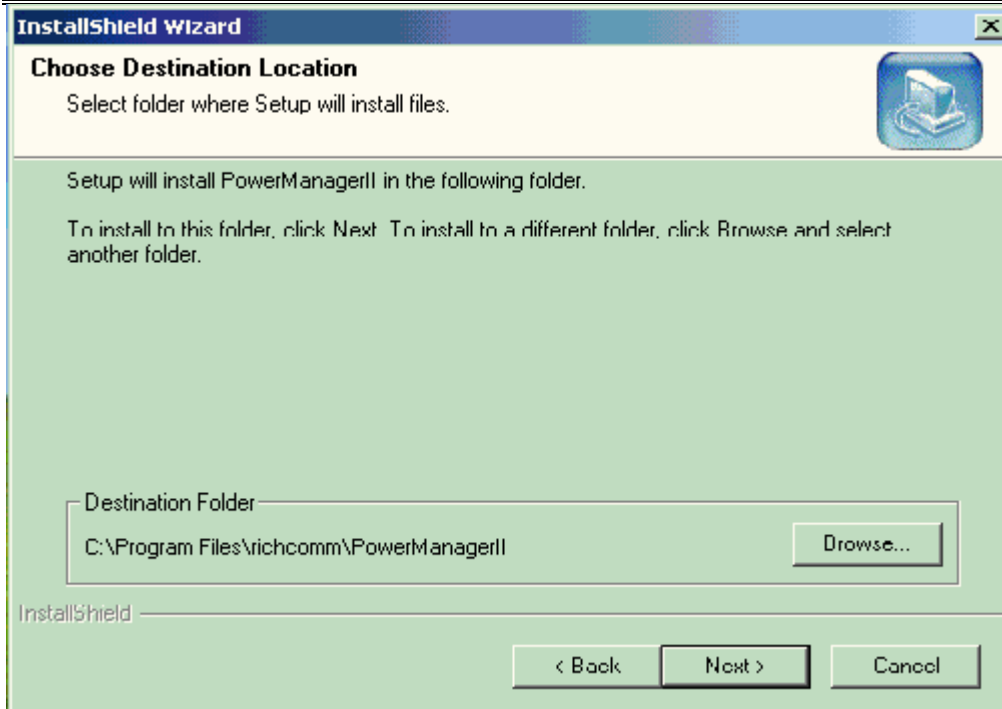 InstallShield Wizard
Choose Destination Location
Select folder where Setup will install files.
Setup will install PowerManagerII in the following folder.
To install to this folder, click Next. To install to a different folder, click Browse and select
another folder.
Destination Folder
C:\Program Files\richcomm\PowerManagerII
Browse...
InstallShield
< Back
Next >
Cancel